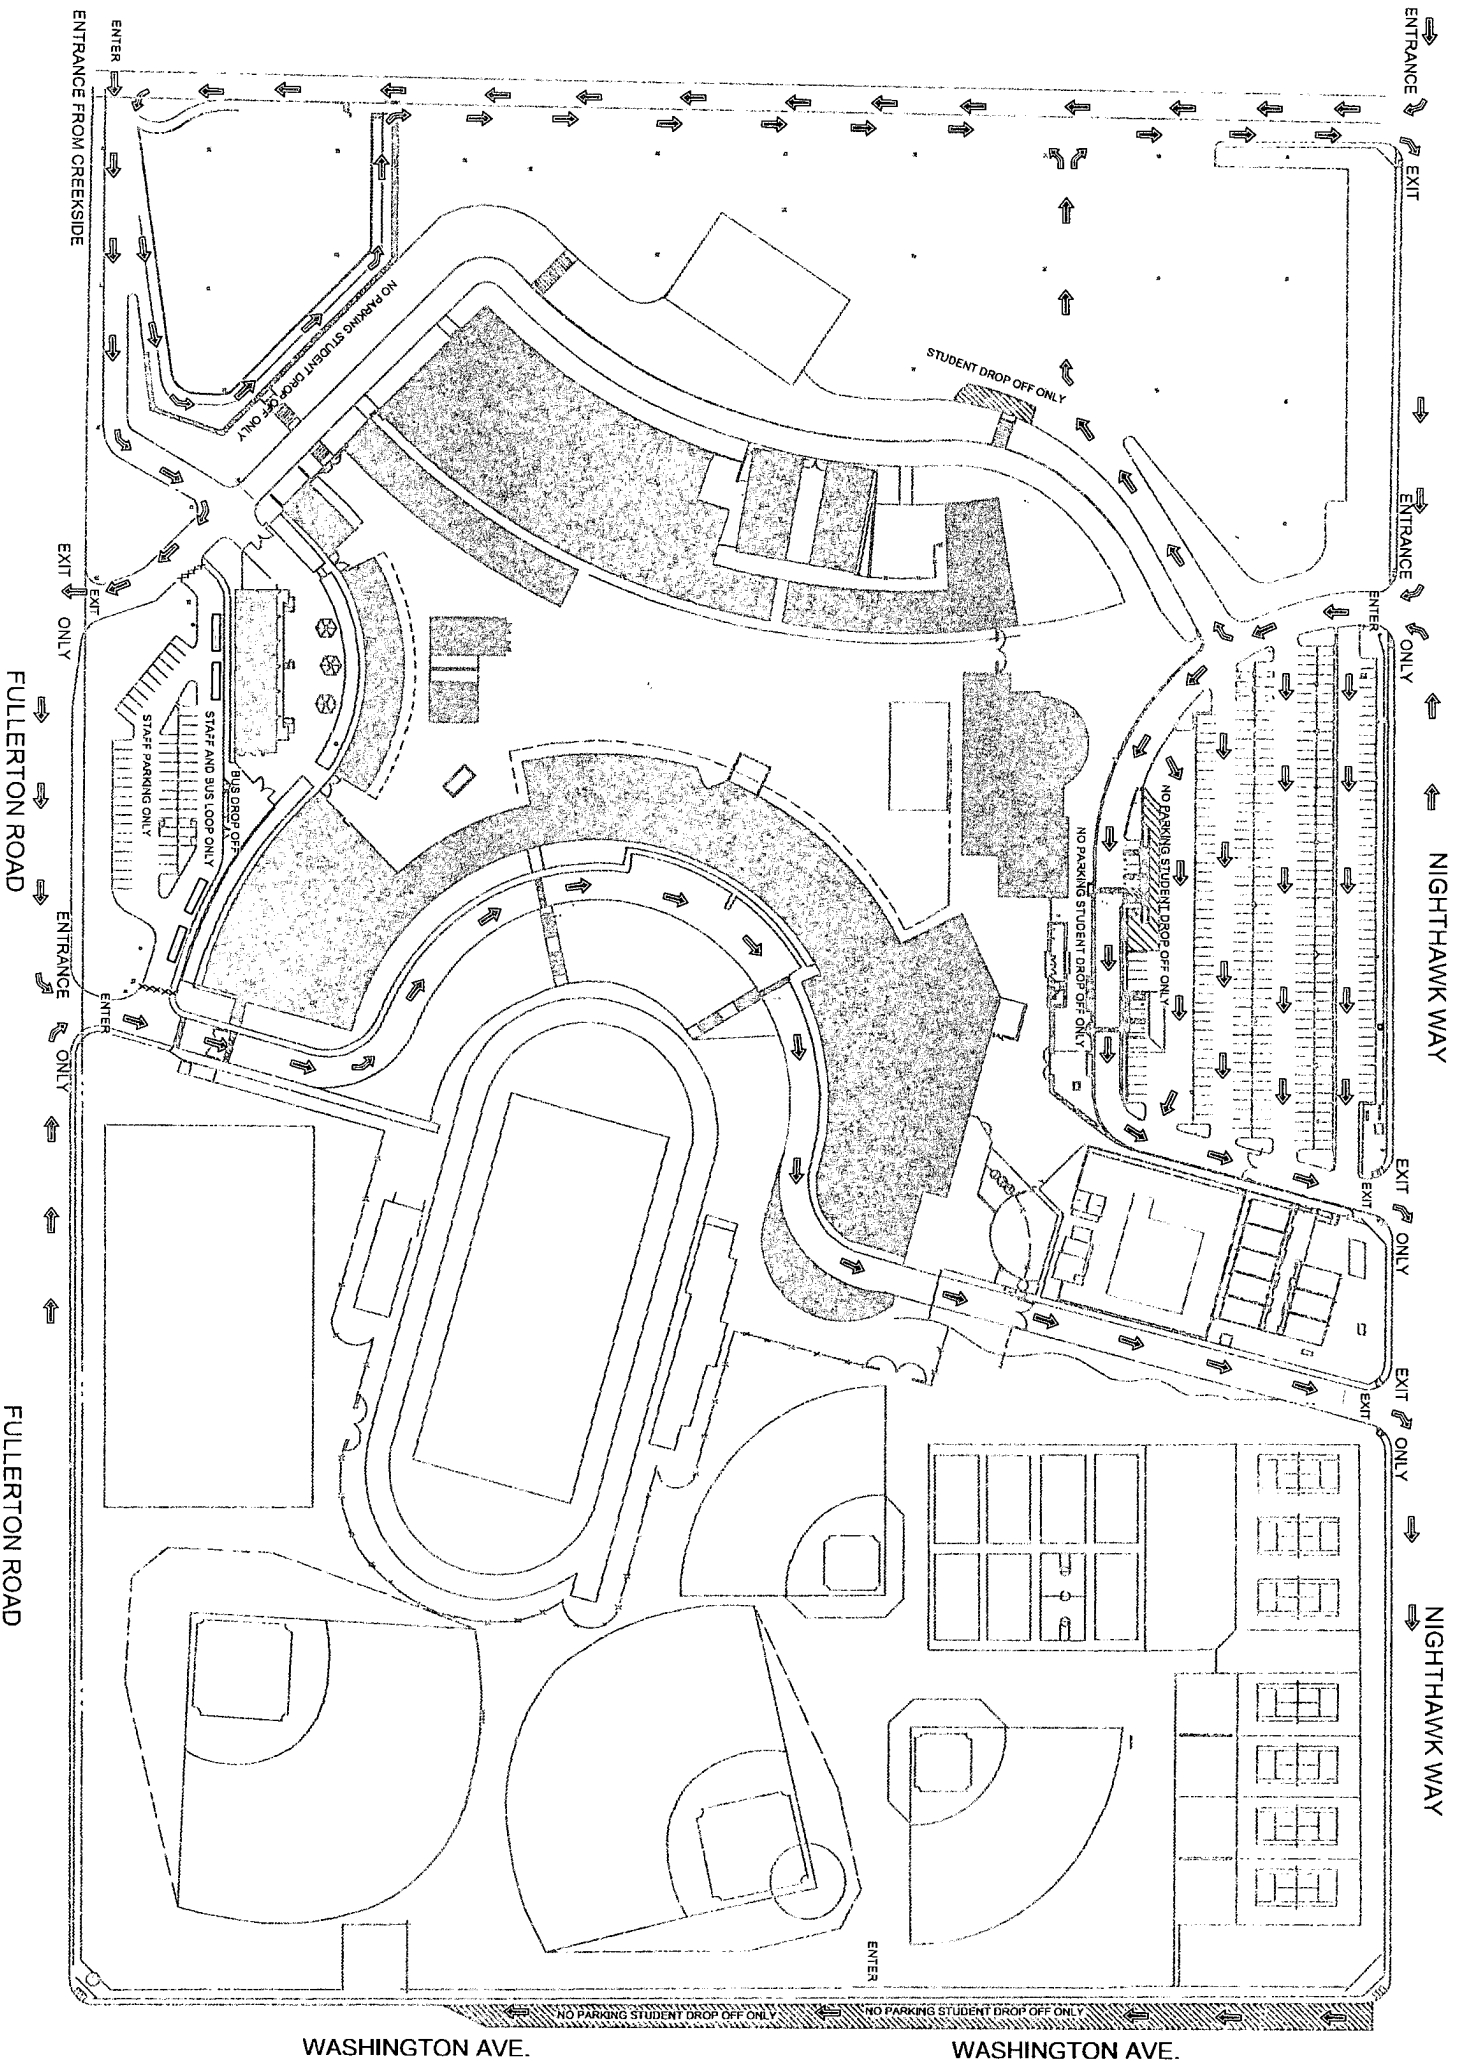 ENTRANCE
EXIT
ENTER
ENTRANCE FROM CREEKSIDE
NO PARKING STUDENT DROP OFF ONLY
STUDENT DROP OFF ONLY
ENTRANCE ONLY
ENTER
EXIT
EXIT ONLY
STAFF PARKING ONLY
STAFF AND BUS LOOP ONLY
BUS DROP OFF
NO PARKING STUDENT DROP OFF ONLY
NO PARKING STUDENT DROP OFF ONLY
NIGHTHAWK WAY
FULLERTON ROAD
ENTRANCE ONLY
ENTER
EXIT ONLY
EXIT
EXIT ONLY
EXIT
FULLERTON ROAD
NIGHTHAWK WAY
ENTER
NO PARKING STUDENT DROP OFF ONLY
NO PARKING STUDENT DROP OFF ONLY
WASHINGTON AVE.
WASHINGTON AVE.